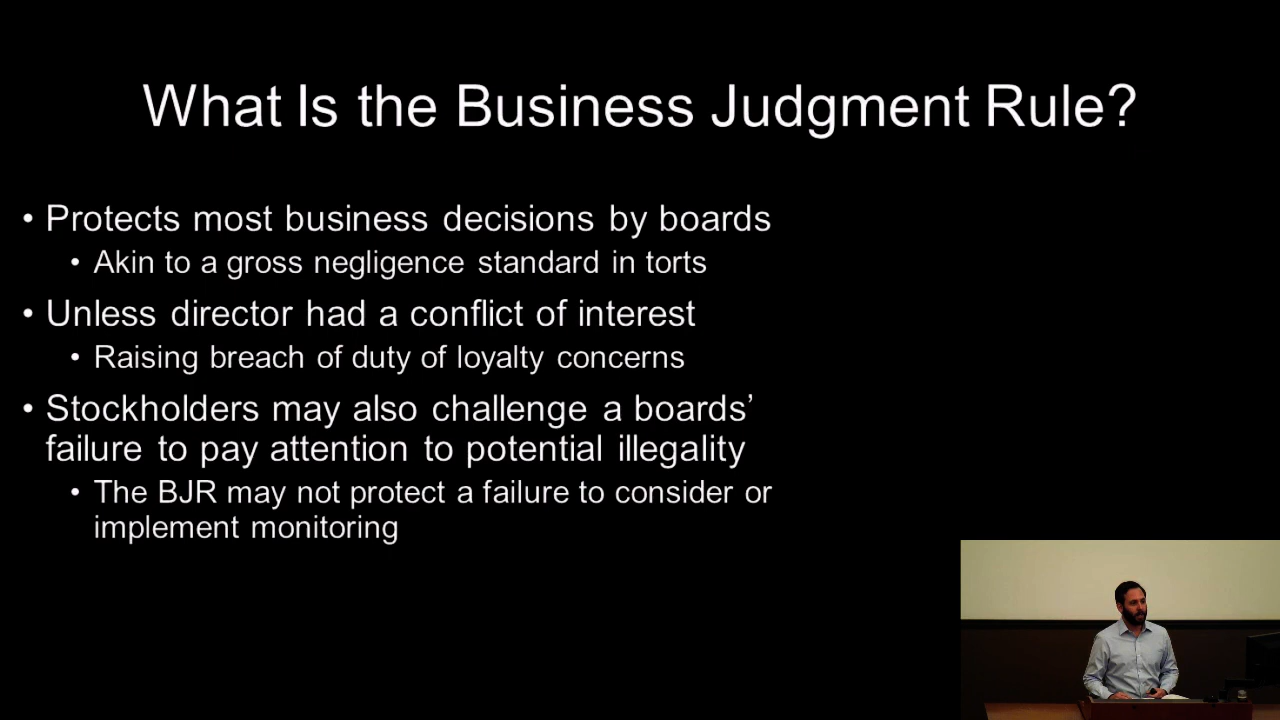 What Is the Business Judgment Rule?
• Protects most business decisions by boards
• Akin to a gross negligence standard in torts
• Unless director had a conflict of interest
• Raising breach of duty of loyalty concerns
• Stockholders may also challenge a boards’
failure to pay attention to potential illegality
• The BJR may not protect a failure to consider or
implement monitoring